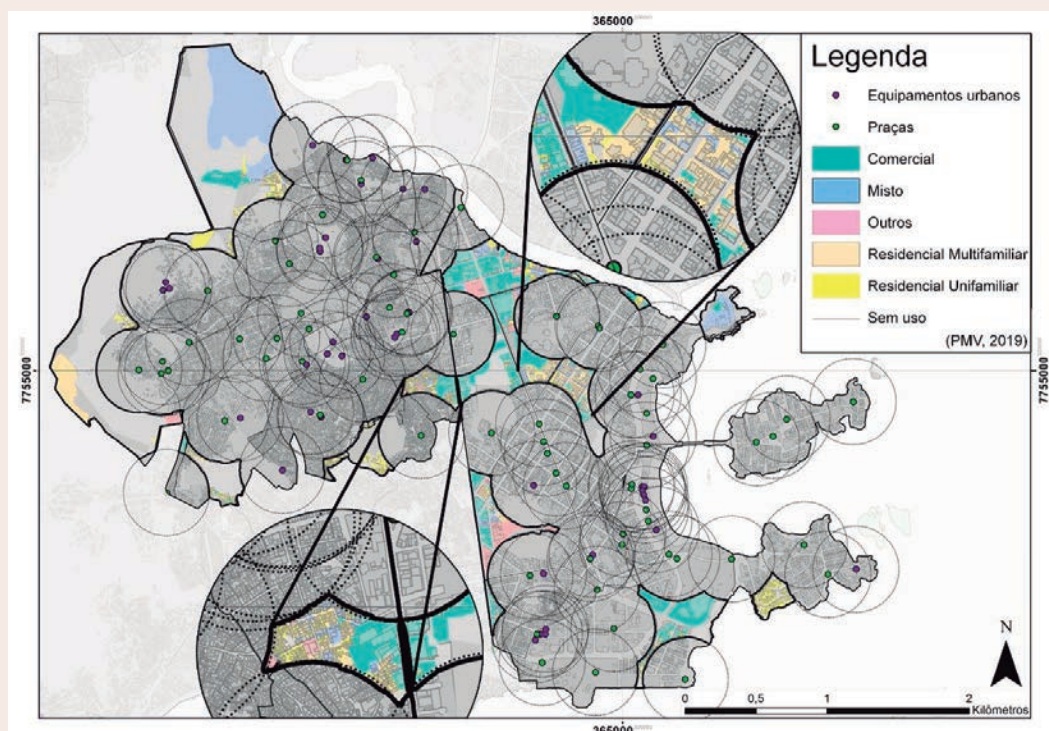 365000
Legenda
Equipamentos urbanos
Praças
Comercial
Misto
Outros
Residencial Multifamiliar
Residencial Unifamiliar
Sem uso
(PMV, 2019)
7755000
7755000
N
0 0,5 1 2
Kilômetros
365000